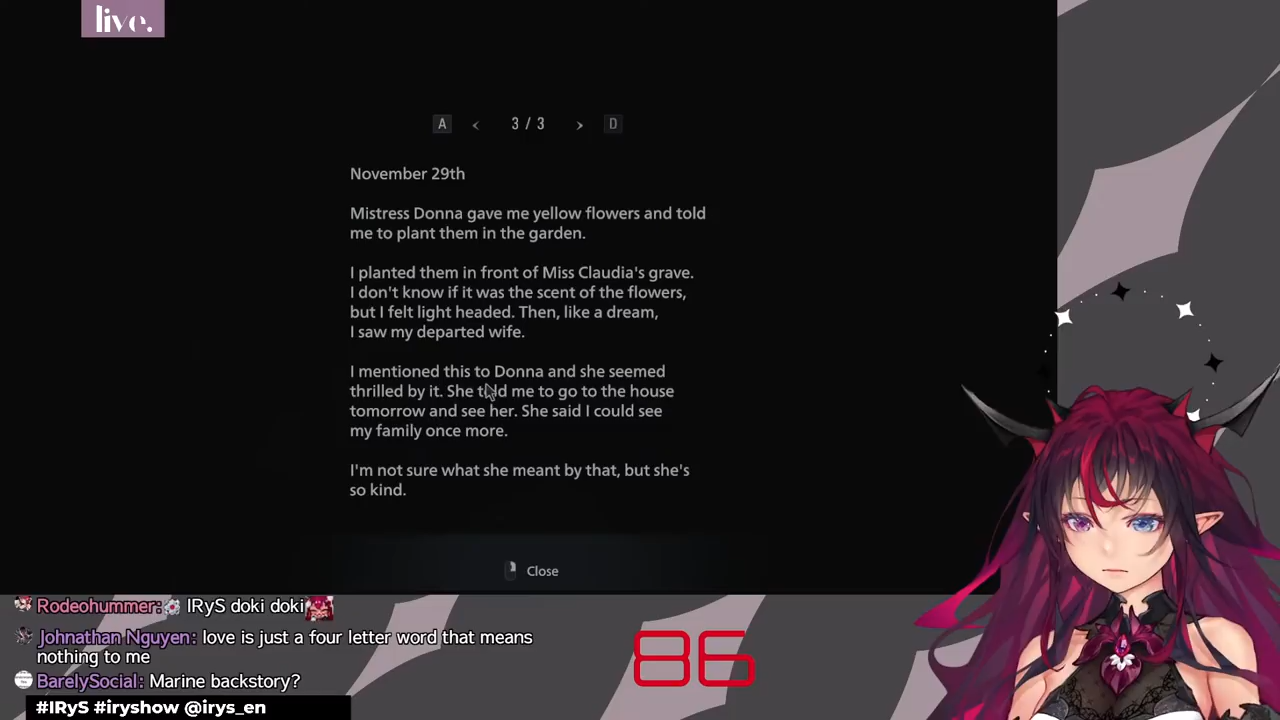 live.
A < 3 / 3 > D
November 29th
Mistress Donna gave me yellow flowers and told
me to plant them in the garden.
I planted them in front of Miss Claudia's grave.
I don't know if it was the scent of the flowers,
but I felt light headed. Then, like a dream,
I saw my departed wife.
I mentioned this to Donna and she seemed
thrilled by it. She told me to go to the house
tomorrow and see her. She said I could see
my family once more.
I'm not sure what she meant by that, but she's
so kind.
Close
Rodeohummer: IRyS doki doki
Johnathan Nguyen: love is just a four letter word that means
nothing to me
BarelySocial: Marine backstory?
86
#IRyS #iryshow @irys_en